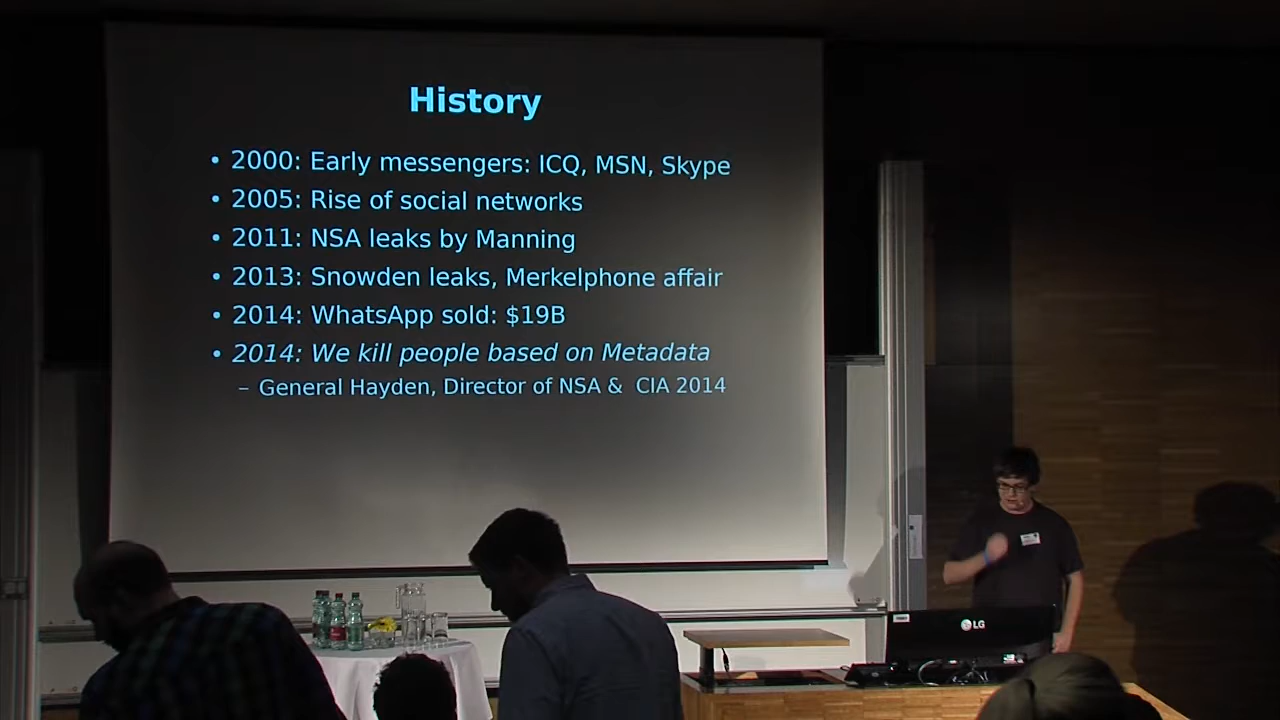 History
• 2000: Early messengers: ICQ, MSN, Skype
• 2005: Rise of social networks
• 2011: NSA leaks by Manning
• 2013: Snowden leaks, Merkelphone affair
• 2014: WhatsApp sold: $19B
• 2014: We kill people based on Metadata
– General Hayden, Director of NSA & CIA 2014
LG